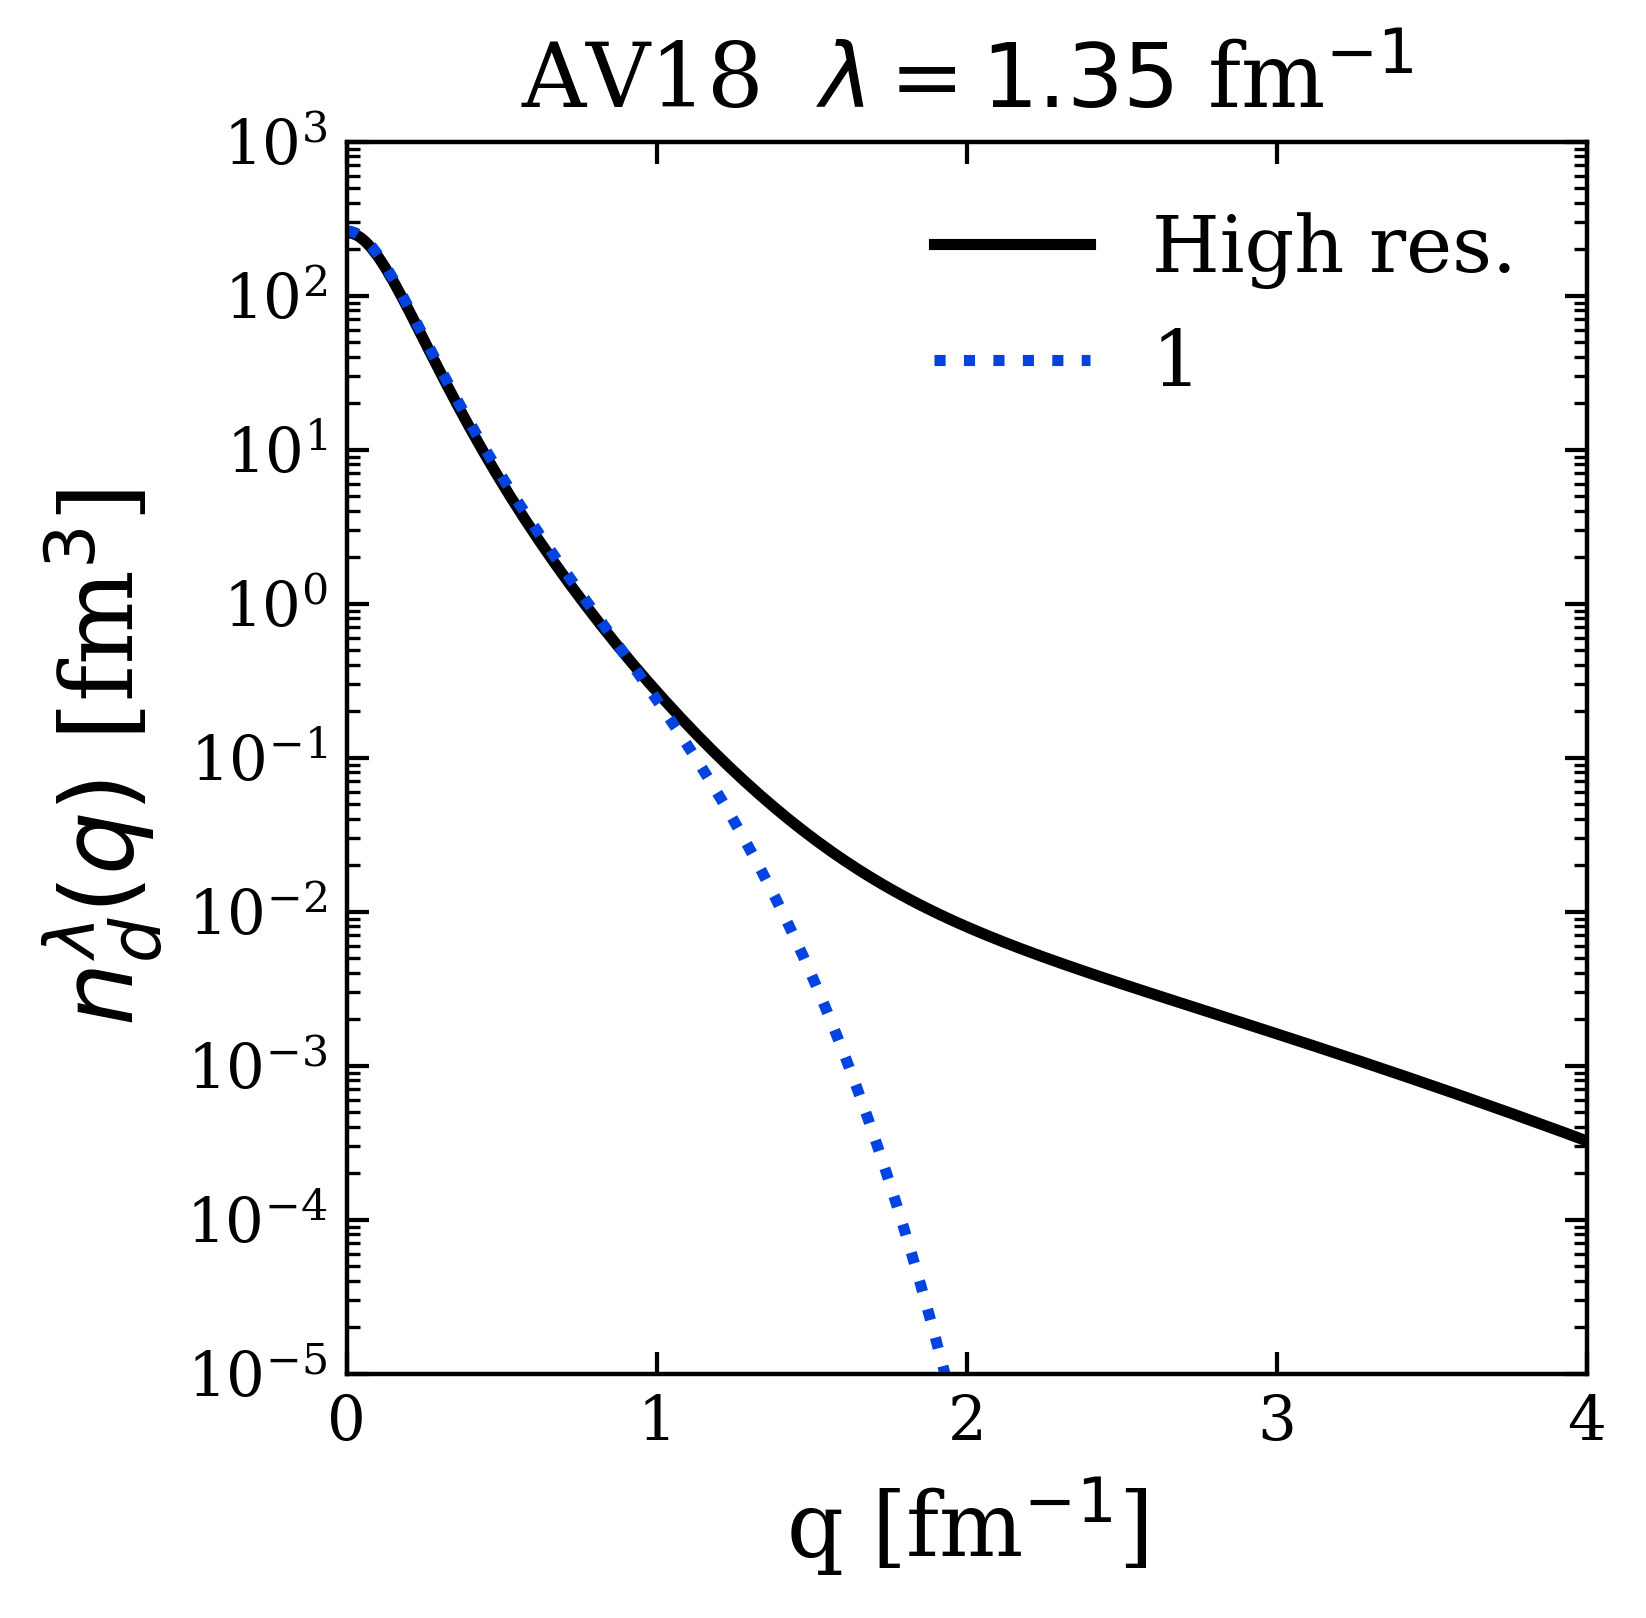 AV18 λ = 1.35 fm⁻¹
n_d^λ(q) [fm³]
10³
10²
10¹
10⁰
10⁻¹
10⁻²
10⁻³
10⁻⁴
10⁻⁵
High res.
1
0 1 2 3 4
q [fm⁻¹]